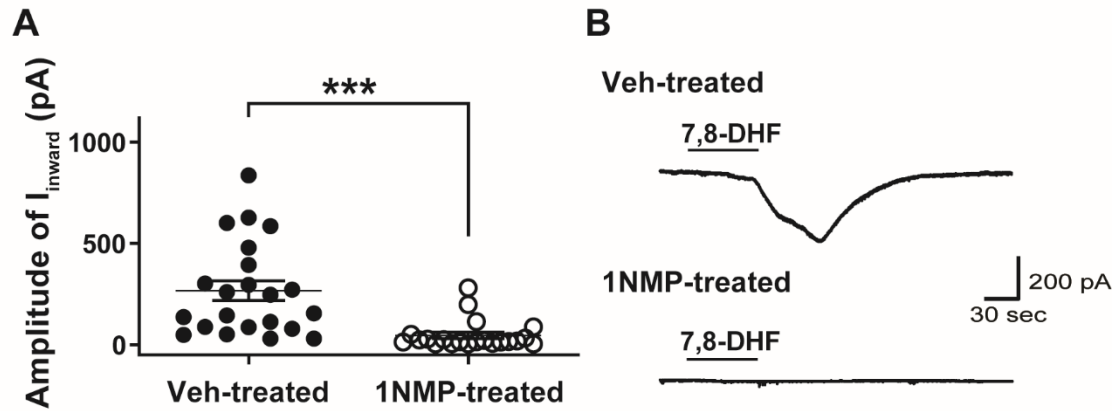 A
Amplitude of Iinward (pA)
***
1000
500
0
Veh-treated
1NMP-treated
B
Veh-treated
7,8-DHF
1NMP-treated
200 pA
30 sec
7,8-DHF